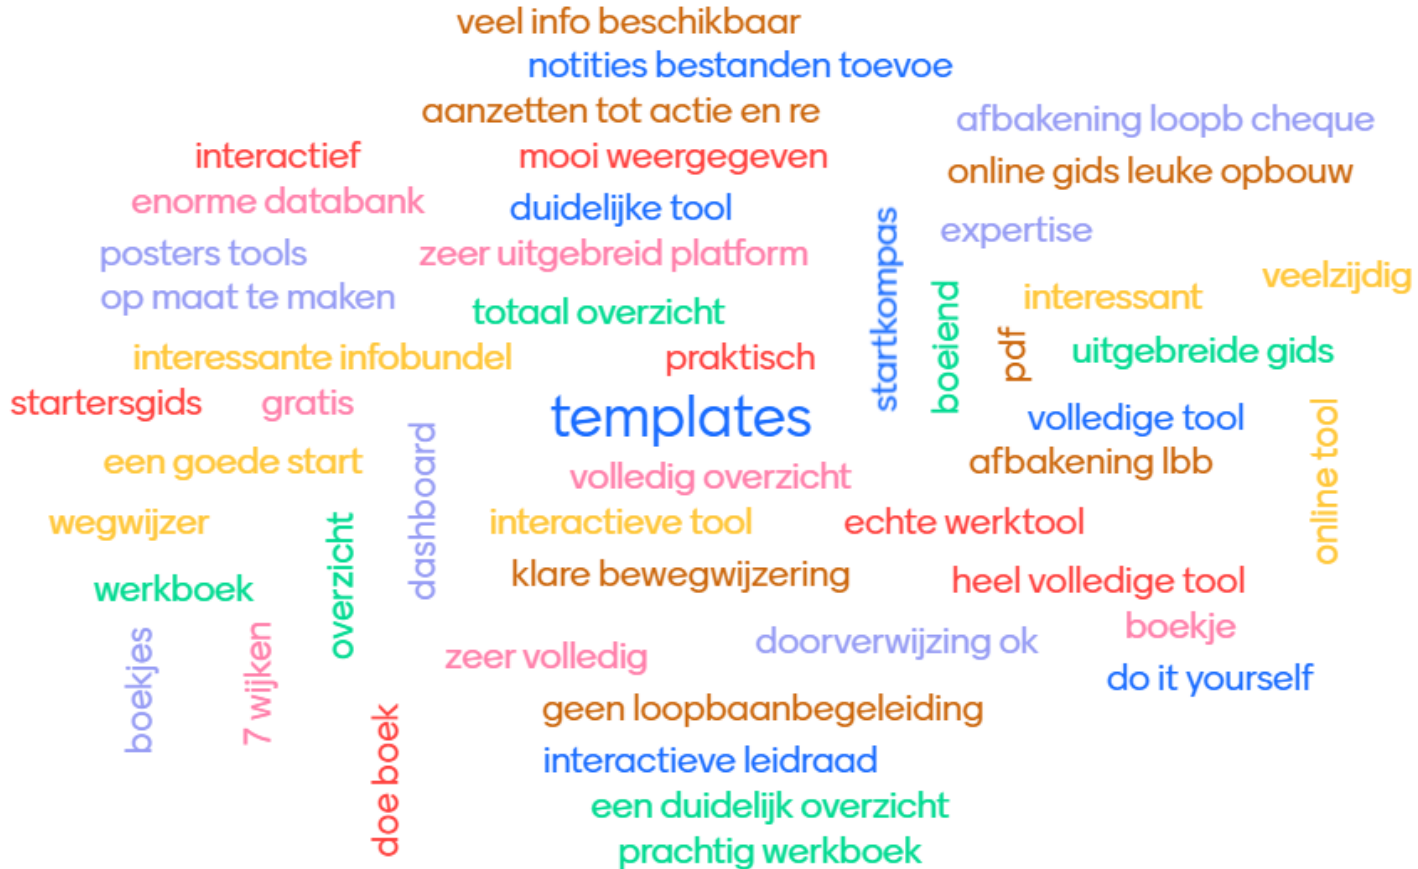 veel info beschikbaar
notities bestanden toevoe
aanzetten tot actie en re
afbakening loopb cheque
interactief
mooi weergegeven
online gids leuke opbouw
enorme databank
duidelijke tool
startkompas
expertise
posters tools
zeer uitgebreid platform
veelzijdig
op maat te maken
totaal overzicht
boeiend
interessant
interessante infobundel
praktisch
pdf
uitgebreide gids
startersgids
gratis
templates
volledige tool
online tool
een goede start
dashboard
volledig overzicht
afbakening lbb
wegwijzer
overzicht
interactieve tool
echte werktool
werkboek
klare bewegwijzering
heel volledige tool
boekjes
7 wijken
zeer volledig
doorverwijzing ok
boekje
do it yourself
doe boek
geen loopbaanbegeleiding
interactieve leidraad
een duidelijk overzicht
prachtig werkboek